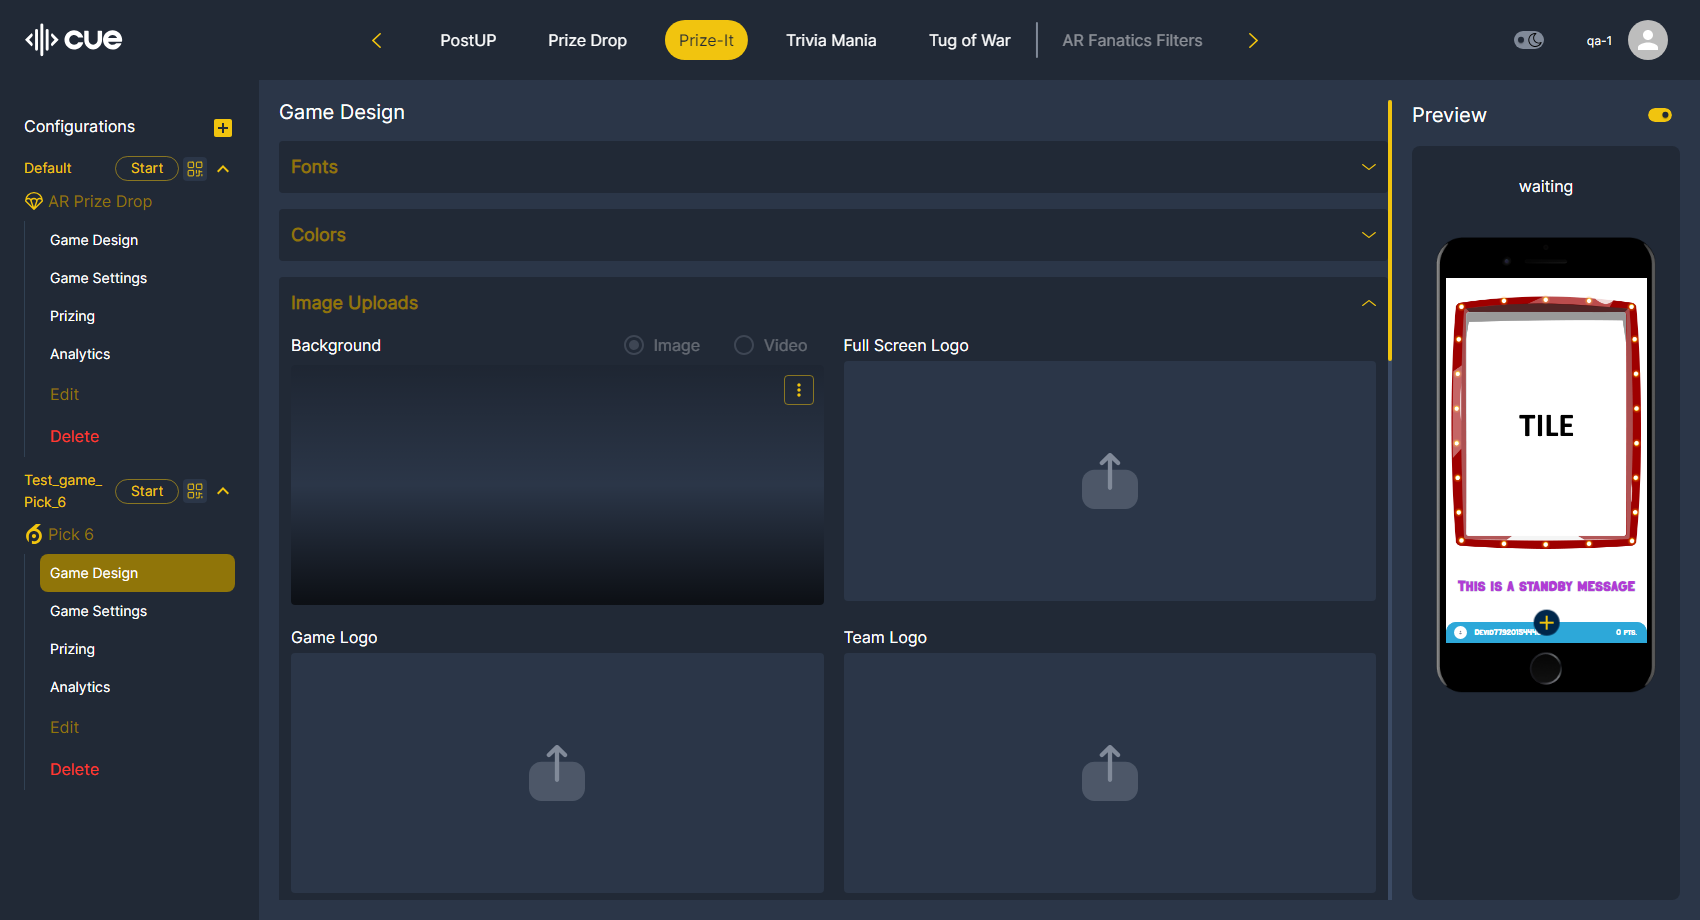 cue
PostUP
Prize Drop
Prize-It
Trivia Mania
Tug of War
AR Fanatics Filters
qa-1
Configurations
Default
Start
AR Prize Drop
Game Design
Game Settings
Prizing
Analytics
Edit
Delete
Test_game_
Pick_6
Start
Pick 6
Game Design
Game Settings
Prizing
Analytics
Edit
Delete
Game Design
Fonts
Colors
Image Uploads
Background
Image
Video
Full Screen Logo
Game Logo
Team Logo
Preview
waiting
TILE
THIS IS A STANDBY MESSAGE
0 PTS.